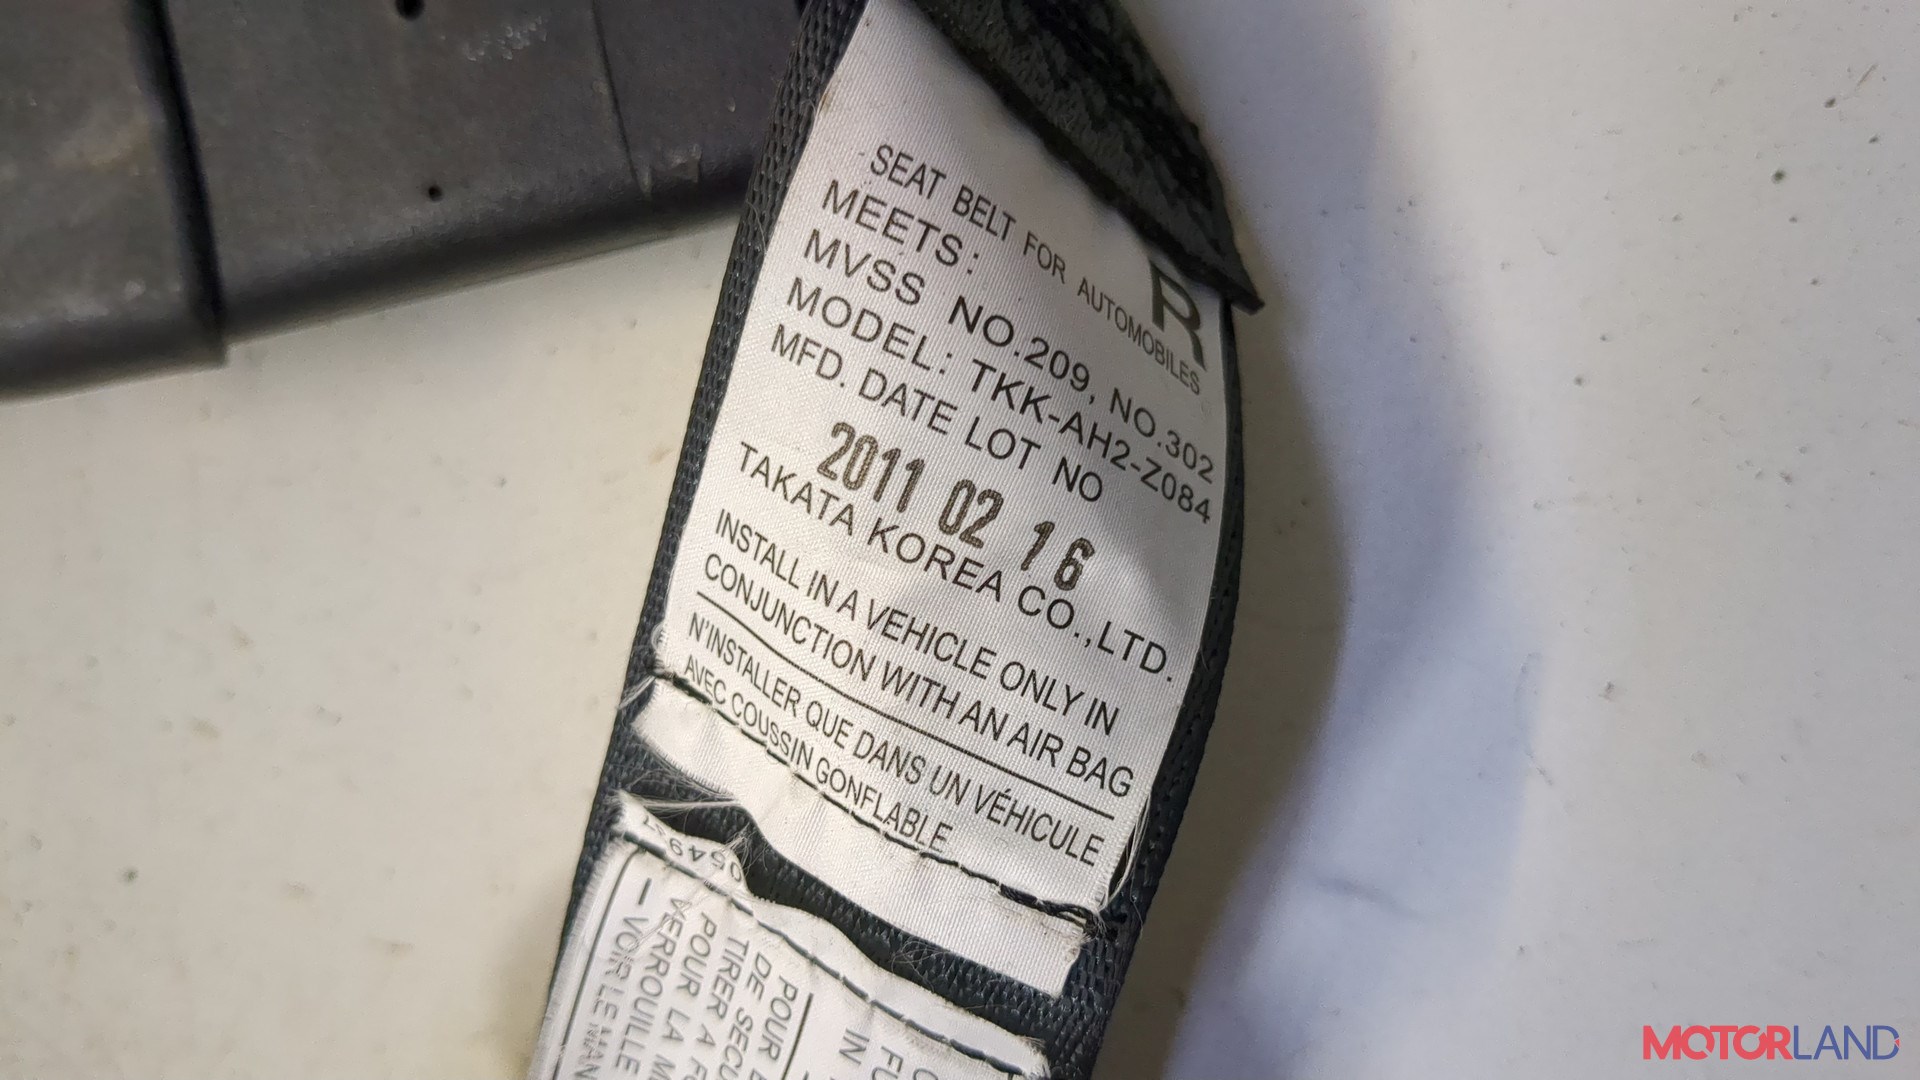 R
SEAT BELT FOR AUTOMOBILES
MEETS:
MVSS NO.209, NO.302
MODEL: TKK-AH2-Z084
MFD. DATE LOT NO
2011 02 16
TAKATA KOREA CO.,LTD.
INSTALL IN A VEHICLE ONLY IN
CONJUNCTION WITH AN AIR BAG
N'INSTALLER QUE DANS UN VÉHICULE
AVEC COUSSIN GONFLABLE
POUR
DE
TIRER A
POUR LA
VERROUILLE
— VOIR LE
IN
MOTORLAND